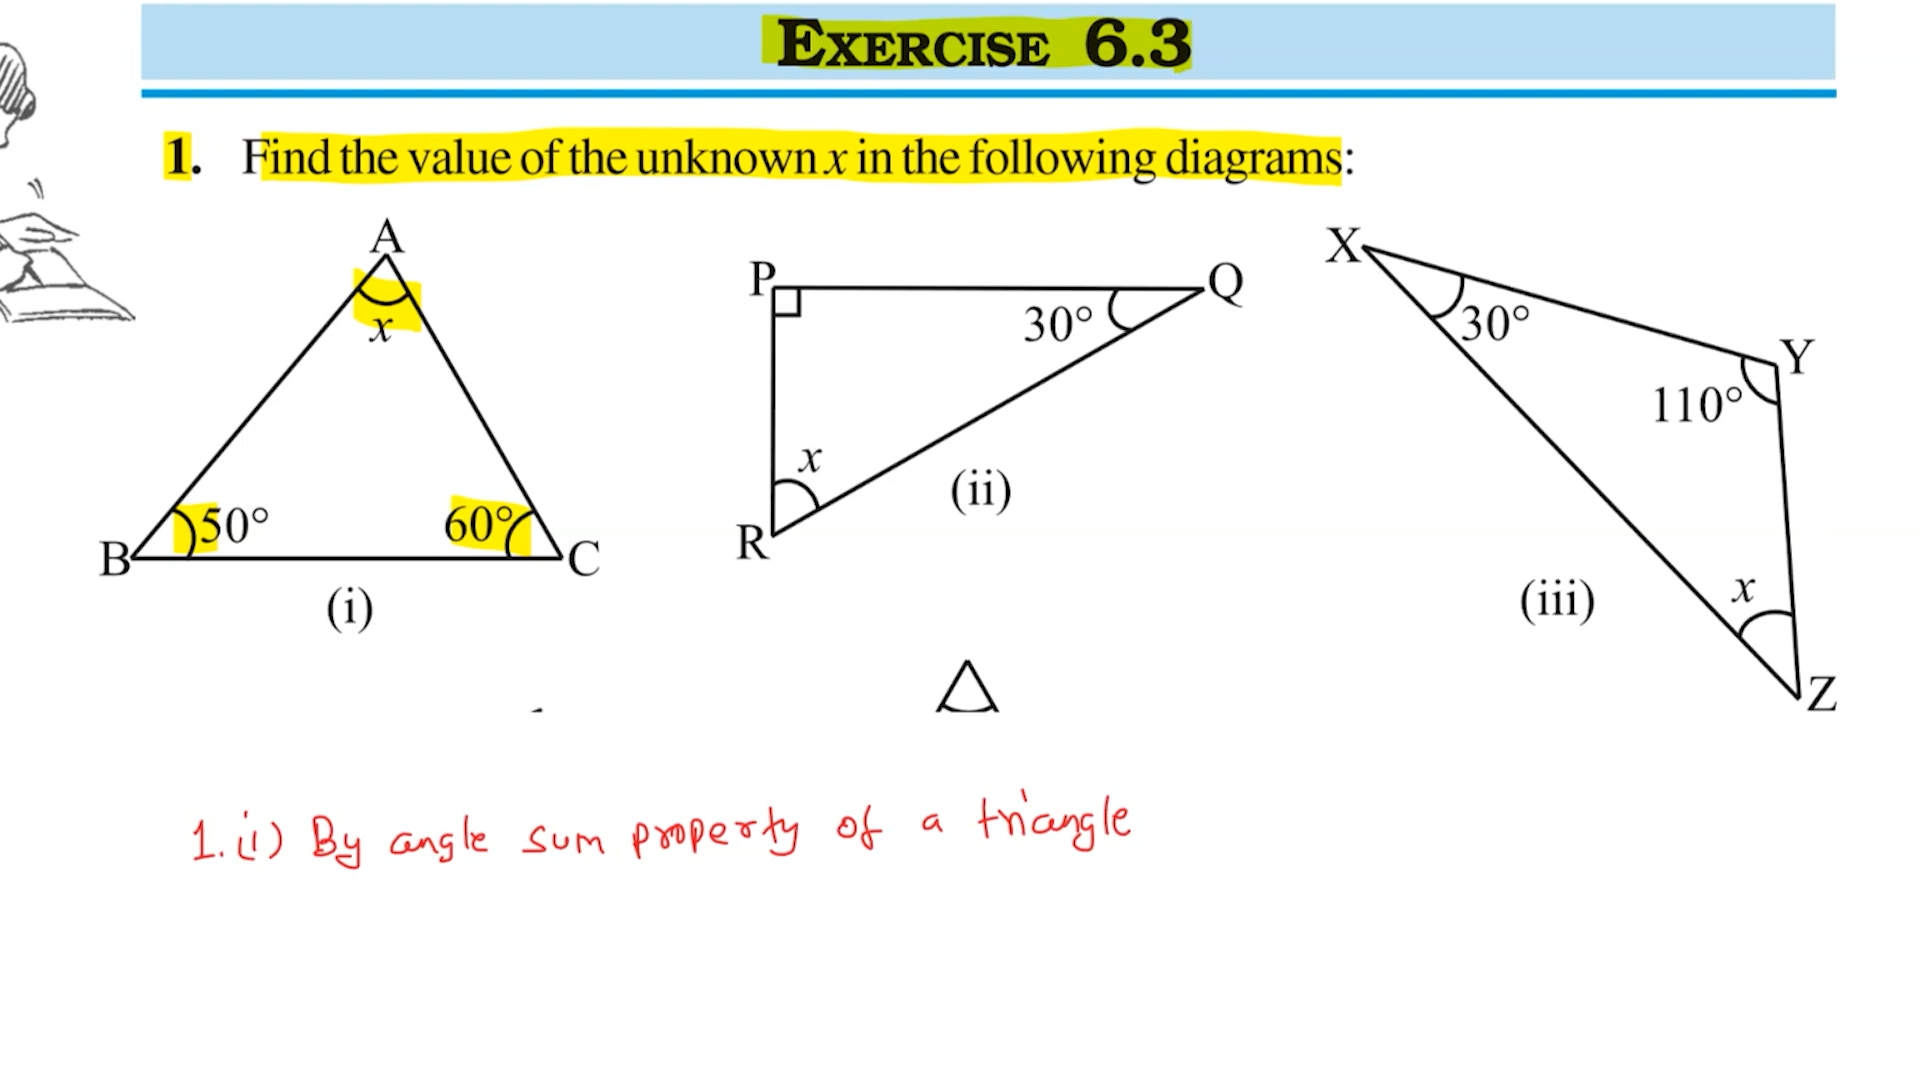 EXERCISE 6.3
1. Find the value of the unknown x in the following diagrams:
A
x
B
50°
60°
C
(i)
P
Q
30°
x
R
(ii)
X
30°
Y
110°
x
Z
(iii)
1. (i) By angle sum property of a triangle